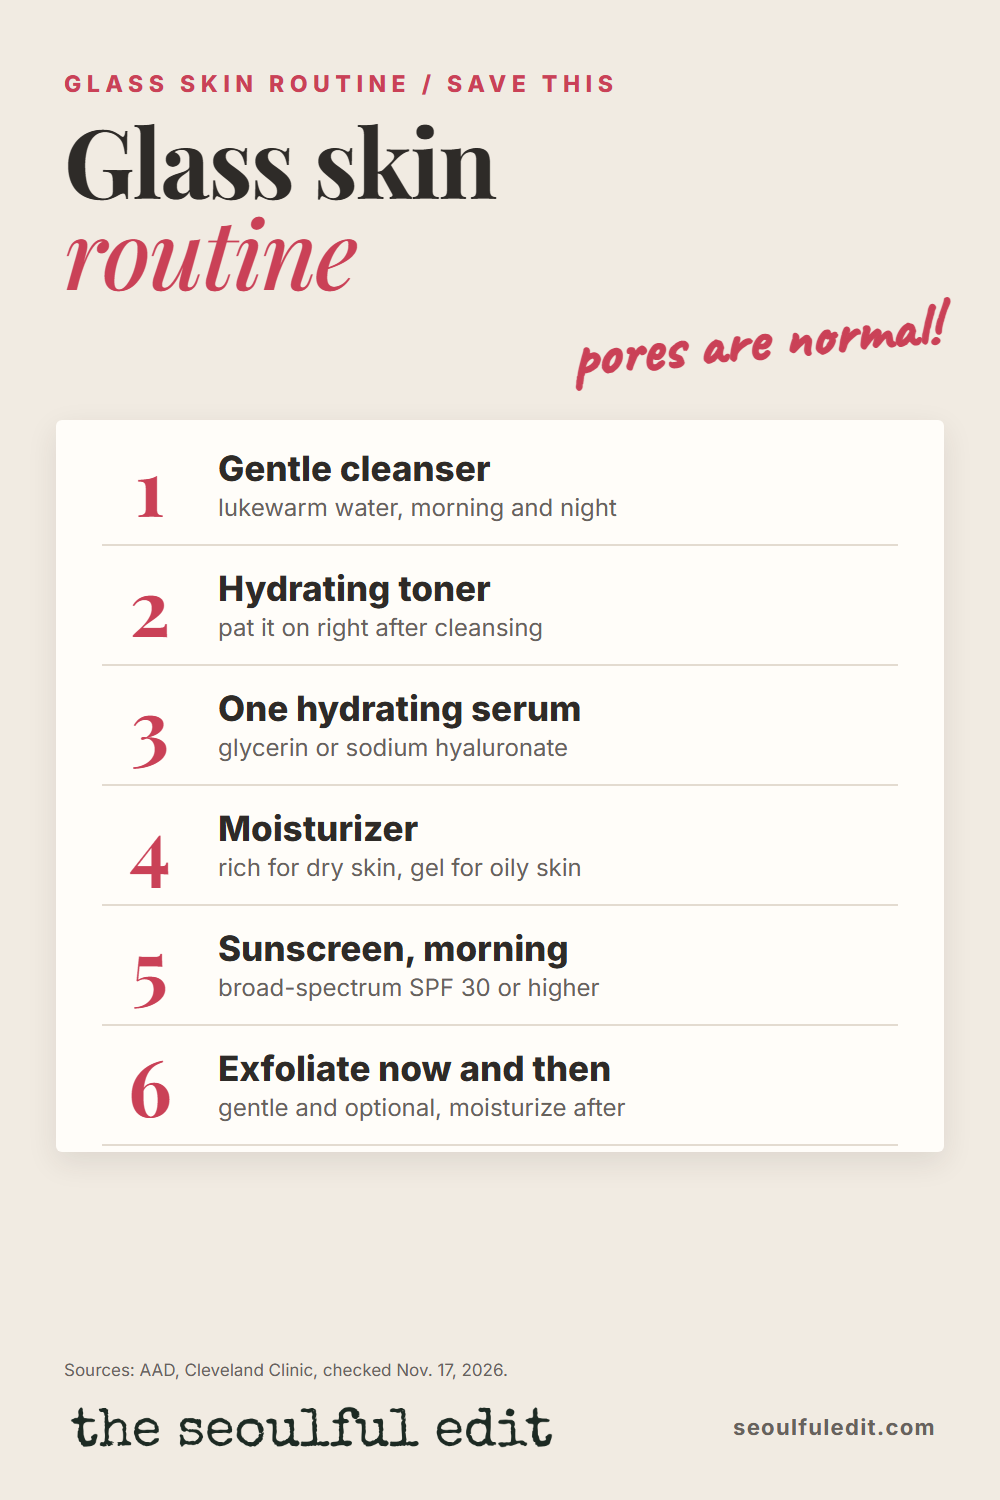 GLASS SKIN ROUTINE / SAVE THIS
Glass skin
routine
pores are normal!
1
Gentle cleanser
lukewarm water, morning and night
2
Hydrating toner
pat it on right after cleansing
3
One hydrating serum
glycerin or sodium hyaluronate
4
Moisturizer
rich for dry skin, gel for oily skin
5
Sunscreen, morning
broad-spectrum SPF 30 or higher
6
Exfoliate now and then
gentle and optional, moisturize after
Sources: AAD, Cleveland Clinic, checked Nov. 17, 2026.
the seoulful edit
seoulfuledit.com